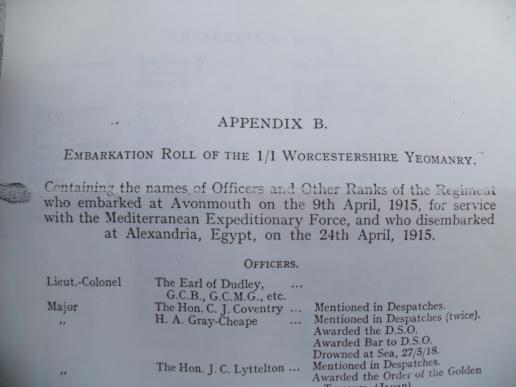 APPENDIX B.
EMBARKATION ROLL OF THE 1/1 WORCESTERSHIRE YEOMANRY.
Containing the names of Officers and Other Ranks of the Regiment
who embarked at Avonmouth on the 9th April, 1915, for service
with the Mediterranean Expeditionary Force, and who disembarked
at Alexandria, Egypt, on the 24th April, 1915.
OFFICERS.
Lieut.-Colonel The Earl of Dudley, ...
G.C.B., G.C.M.G., etc.
Major The Hon. C. J. Coventry ... Mentioned in Despatches.
,, H. A. Gray-Cheape ... Mentioned in Despatches (twice).
Awarded the D.S.O.
Awarded Bar to D.S.O.
Drowned at Sea, 27/5/18.
,, The Hon. J. C. Lyttelton ... Mentioned in Despatches.
Awarded the Order of the Golden
(Japan)